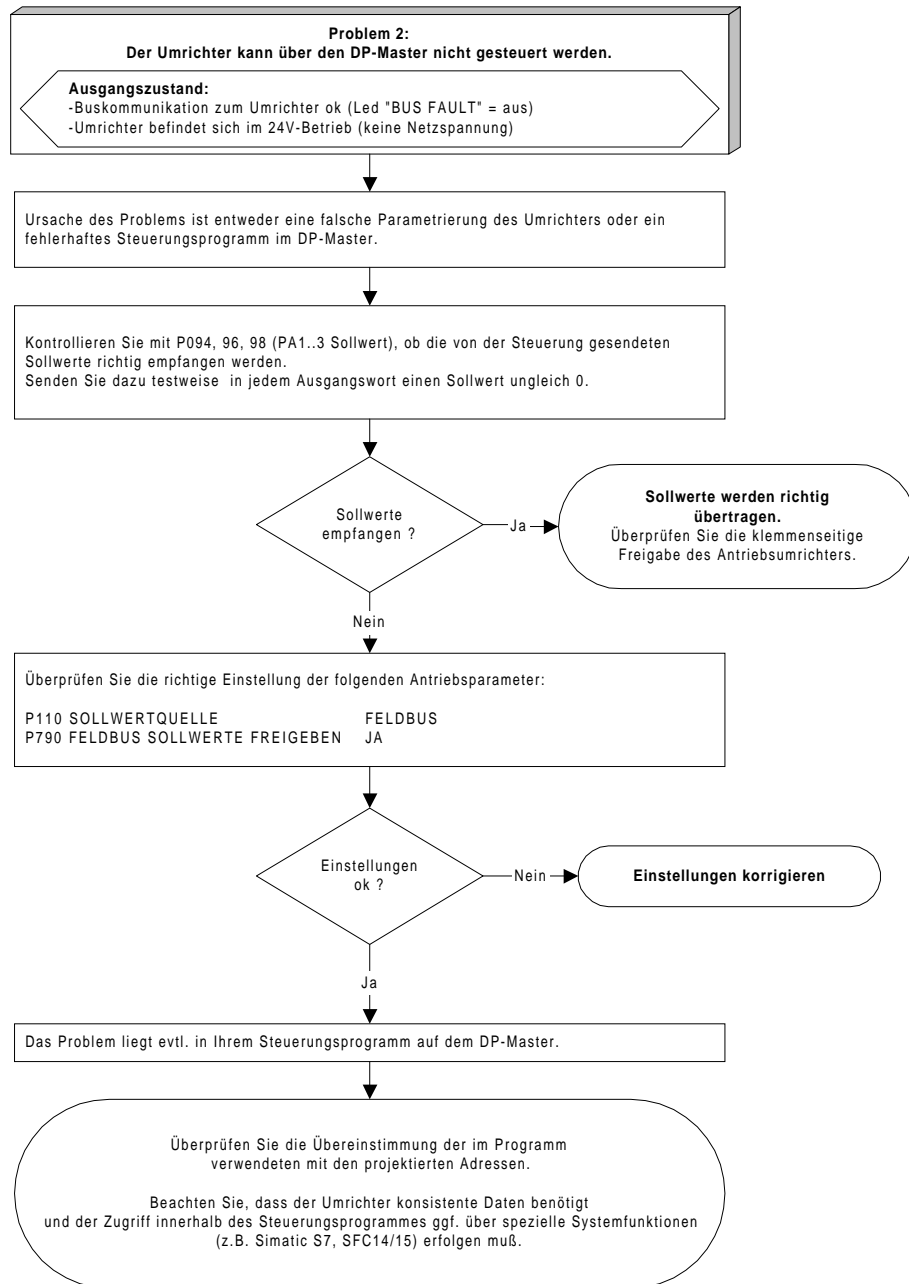 Problem 2:
Der Umrichter kann über den DP-Master nicht gesteuert werden.
Ausgangszustand:
-Buskommunikation zum Umrichter ok (Led "BUS FAULT" = aus)
-Umrichter befindet sich im 24V-Betrieb (keine Netzspannung)
Ursache des Problems ist entweder eine falsche Parametrierung des Umrichters oder ein
fehlerhaftes Steuerungsprogramm im DP-Master.
Kontrollieren Sie mit P094, 96, 98 (PA1..3 Sollwert), ob die von der Steuerung gesendeten
Sollwerte richtig empfangen werden.
Senden Sie dazu testweise in jedem Ausgangswort einen Sollwert ungleich 0.
Sollwerte
empfangen ?
Ja
Sollwerte werden richtig
übertragen.
Überprüfen Sie die klemmenseitige
Freigabe des Antriebsumrichters.
Nein
Überprüfen Sie die richtige Einstellung der folgenden Antriebsparameter:
P110 SOLLWERTQUELLE FELDBUS
P790 FELDBUS SOLLWERTE FREIGEBEN JA
Einstellungen
ok ?
Nein
Einstellungen korrigieren
Ja
Das Problem liegt evtl. in Ihrem Steuerungsprogramm auf dem DP-Master.
Überprüfen Sie die Übereinstimmung der im Programm
verwendeten mit den projektierten Adressen.
Beachten Sie, dass der Umrichter konsistente Daten benötigt
und der Zugriff innerhalb des Steuerungsprogrammes ggf. über spezielle Systemfunktionen
(z.B. Simatic S7, SFC14/15) erfolgen muß.